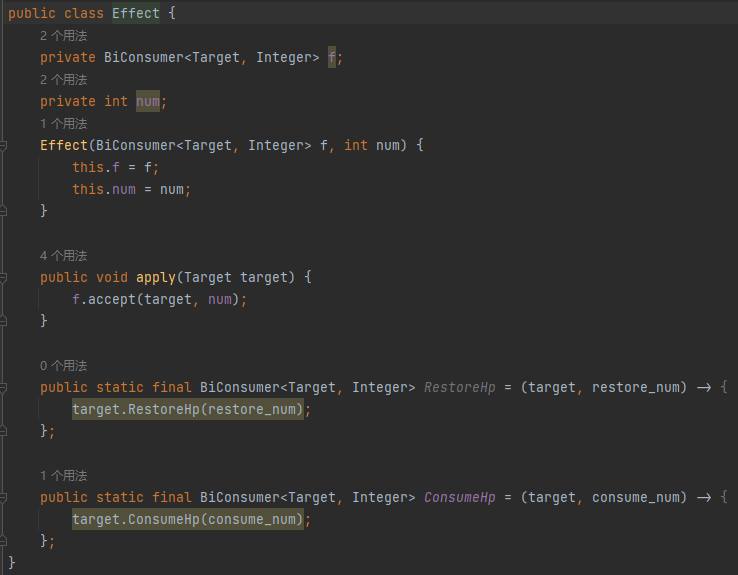 public class Effect {
2 个用法
private BiConsumer<Target, Integer> f;
2 个用法
private int num;
1 个用法
Effect(BiConsumer<Target, Integer> f, int num) {
this.f = f;
this.num = num;
}
4 个用法
public void apply(Target target) {
f.accept(target, num);
}
0 个用法
public static final BiConsumer<Target, Integer> RestoreHp = (target, restore_num) -> {
target.RestoreHp(restore_num);
};
1 个用法
public static final BiConsumer<Target, Integer> ConsumeHp = (target, consume_num) -> {
target.ConsumeHp(consume_num);
};
}